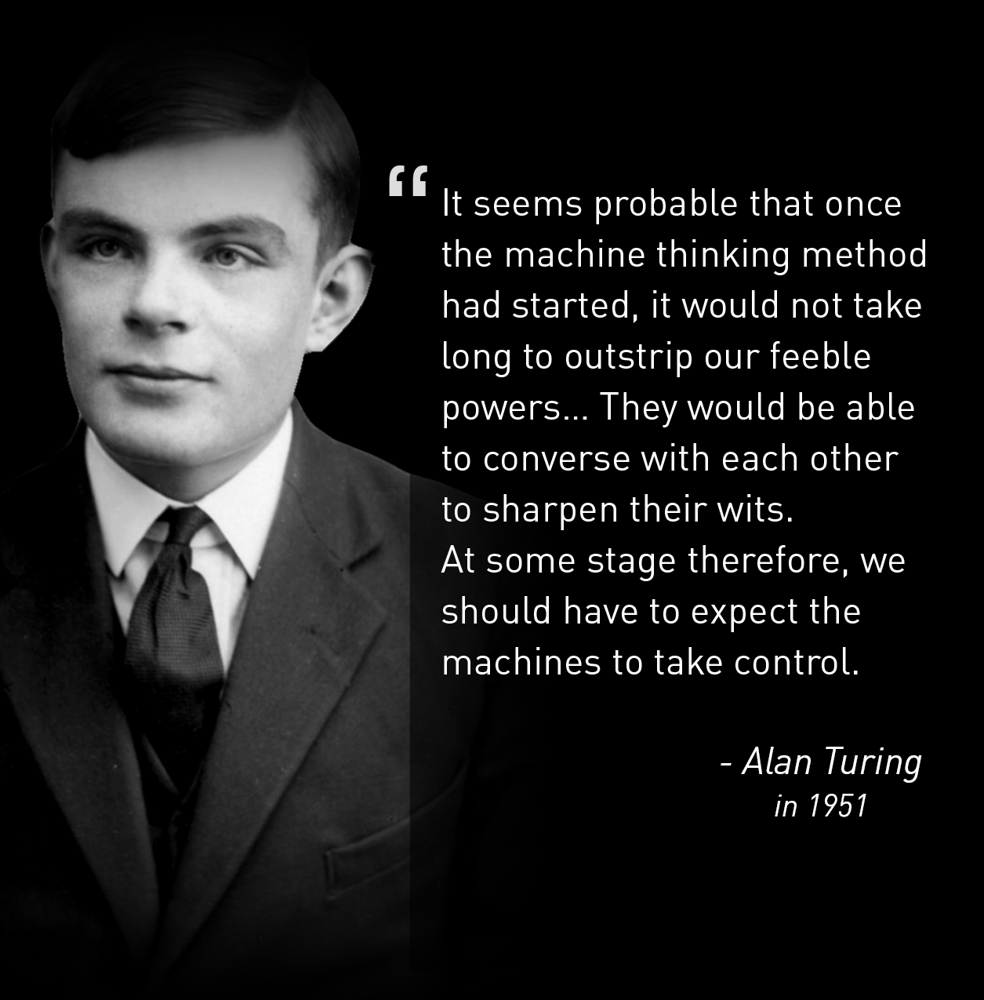 “ It seems probable that once
the machine thinking method
had started, it would not take
long to outstrip our feeble
powers... They would be able
to converse with each other
to sharpen their wits.
At some stage therefore, we
should have to expect the
machines to take control.
- Alan Turing
in 1951